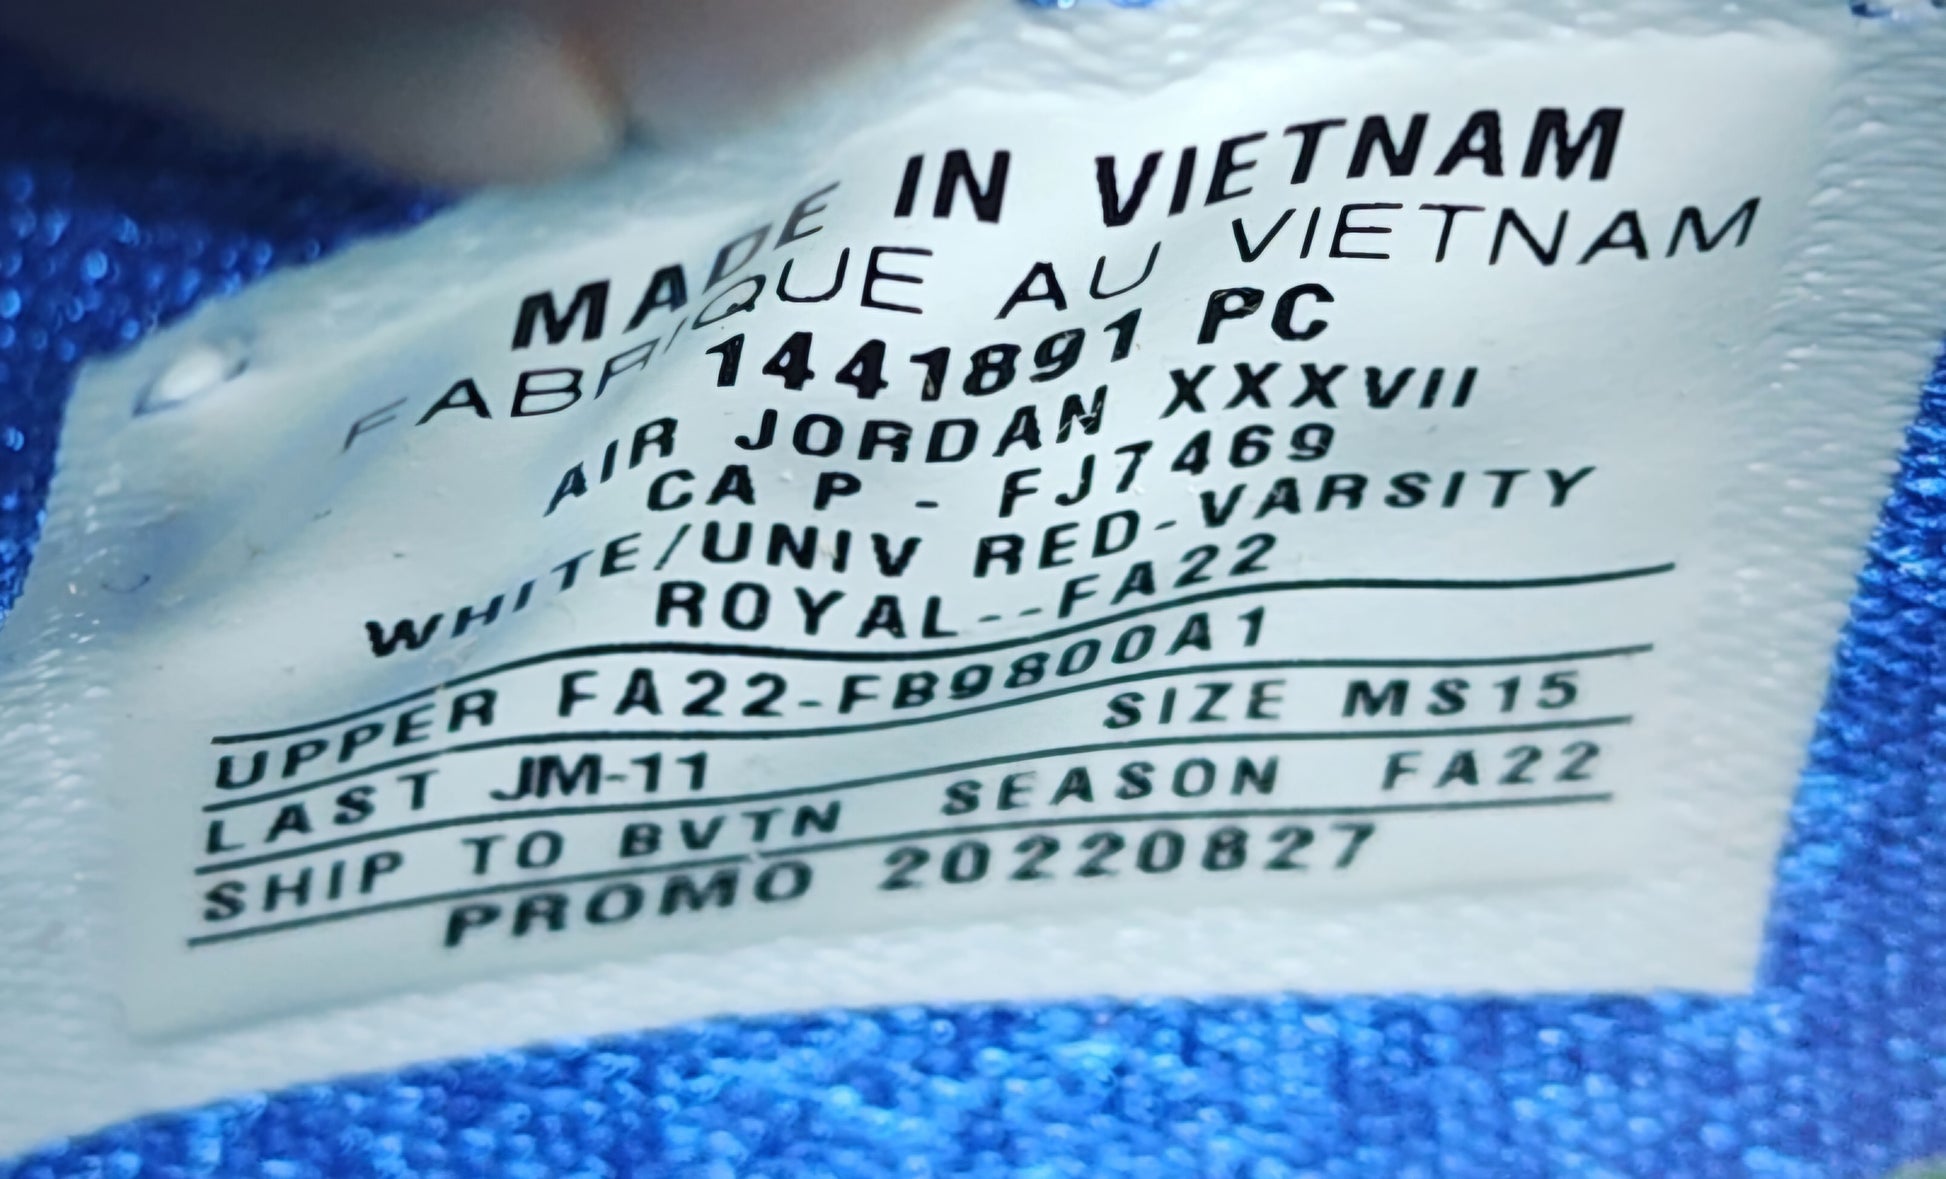 MADE IN VIETNAM
FABRIQUE AU VIETNAM
1441891 PC
AIR JORDAN XXXVII
CA P - FJ7469
WHITE/UNIV RED-VARSITY
ROYAL--FA22
UPPER FA22-FB9800A1
LAST JM-11 SIZE MS15
SHIP TO BVTN SEASON FA22
PROMO 20220827